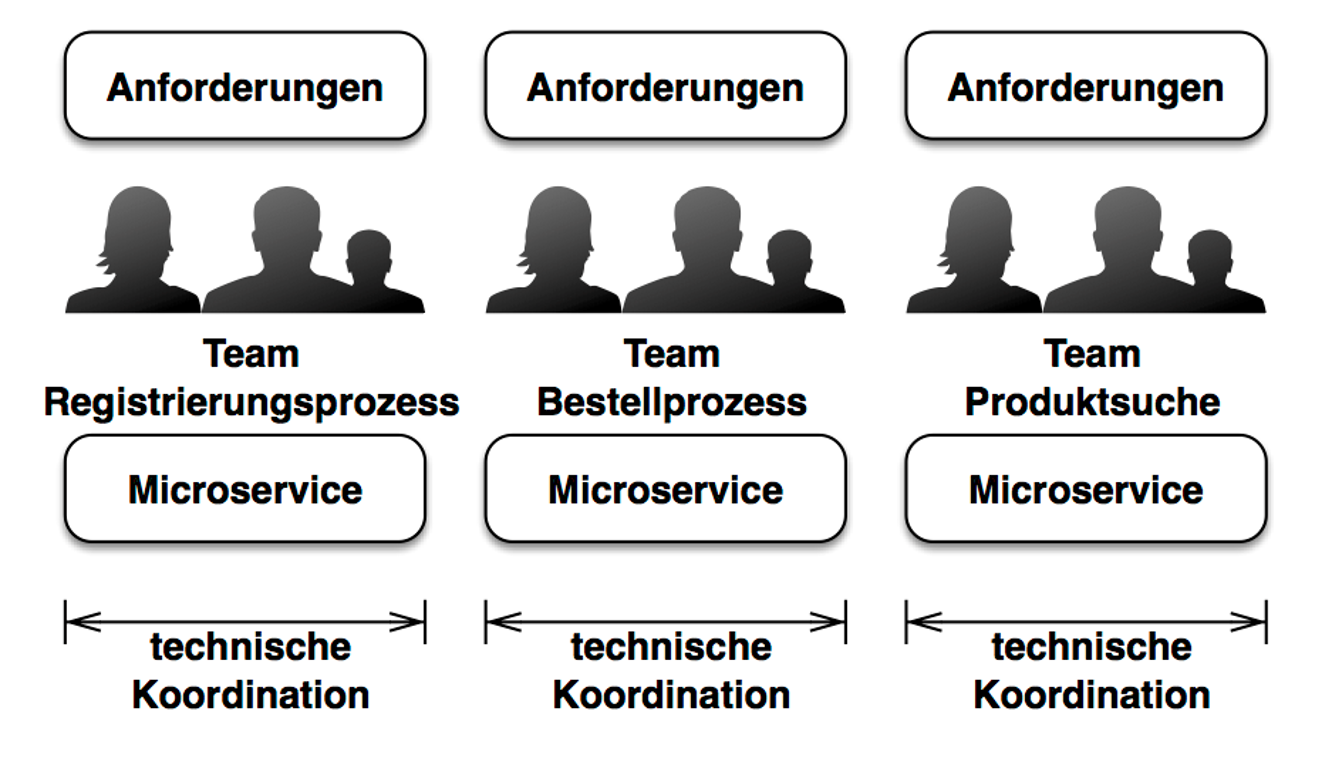 Anforderungen
Anforderungen
Anforderungen
Team
Registrierungsprozess
Team
Bestellprozess
Team
Produktsuche
Microservice
Microservice
Microservice
technische
Koordination
technische
Koordination
technische
Koordination